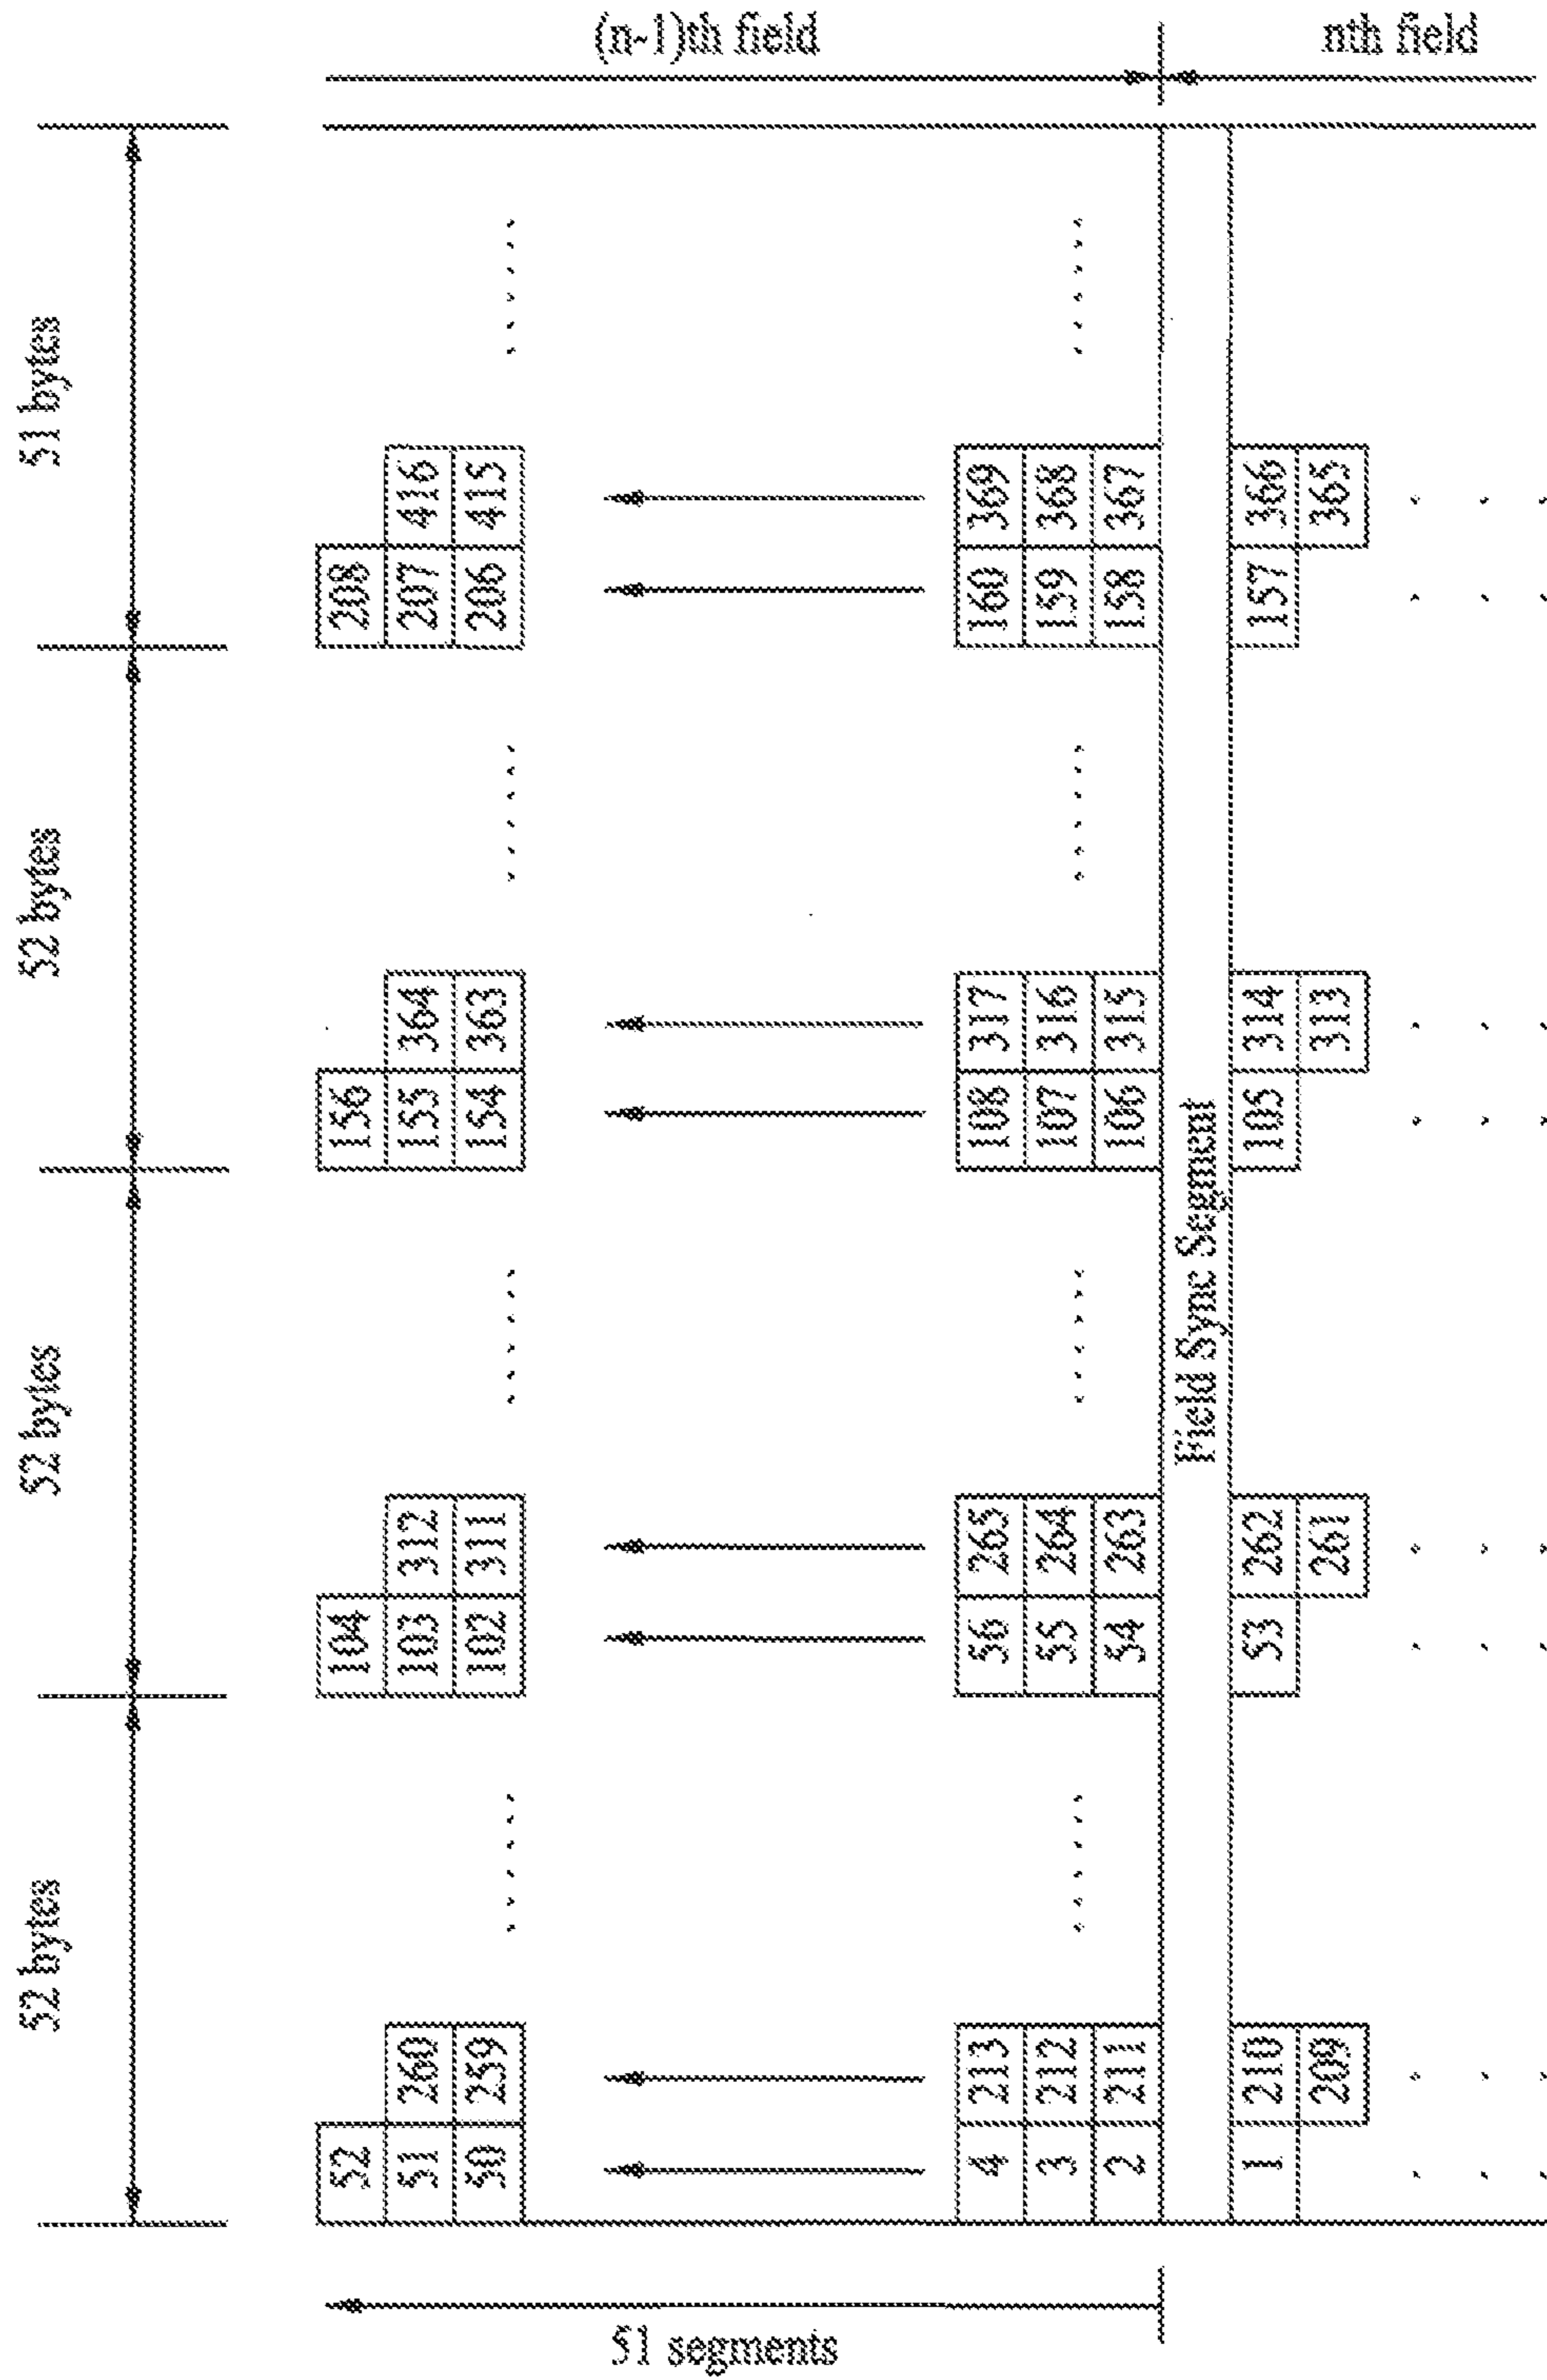 52 bytes 52 bytes 52 bytes 51 bytes
52 104 156 208
51 260 103 312 155 364 207 416
50 259 102 311 154 363 206 415
51 segments
(n-1)th field
4 213 56 265 108 317 160 369
3 212 55 264 107 316 159 368
2 211 54 263 106 315 158 367
Field Sync Segment
1 210 53 262 105 314 157 366
209 261 313 365
nth field